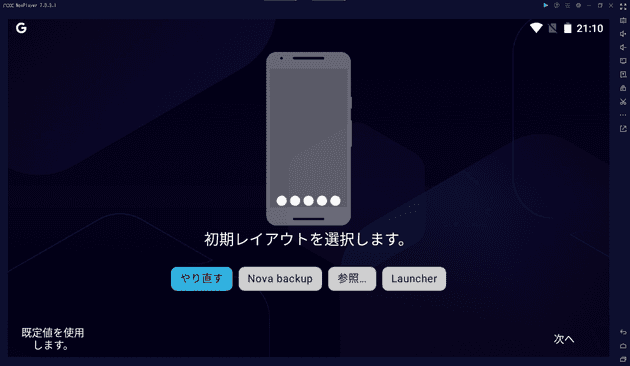 nox NoxPlayer 7.0.3.1
G
21:10
初期レイアウトを選択します。
やり直す
Nova backup
参照...
Launcher
既定値を使用
します。
次へ